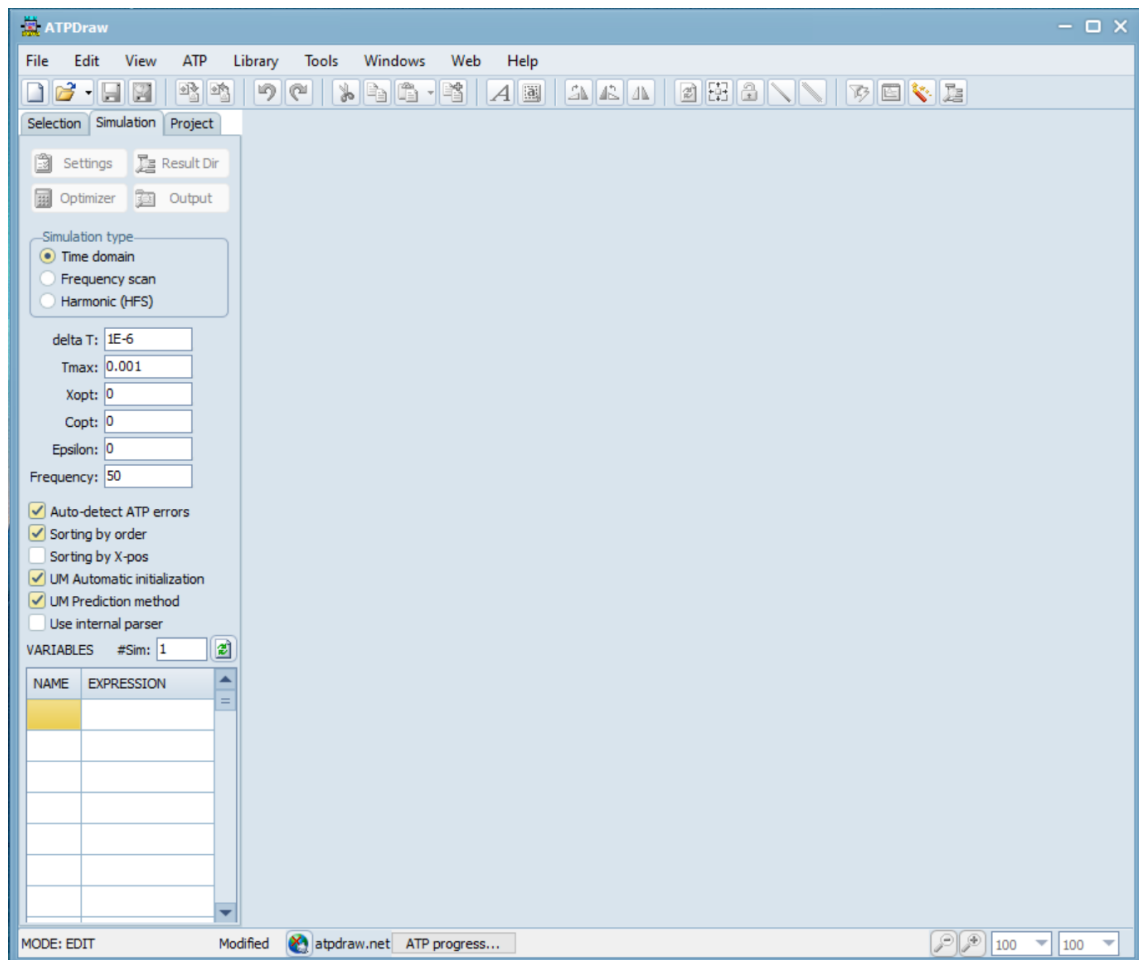 ATPDraw
File Edit View ATP Library Tools Windows Web Help
Selection Simulation Project
Settings Result Dir
Optimizer Output
Simulation type
Time domain
Frequency scan
Harmonic (HFS)
delta T: 1E-6
Tmax: 0.001
Xopt: 0
Copt: 0
Epsilon: 0
Frequency: 50
Auto-detect ATP errors
Sorting by order
Sorting by X-pos
UM Automatic initialization
UM Prediction method
Use internal parser
VARIABLES #Sim: 1
NAME EXPRESSION
MODE: EDIT Modified atpdraw.net ATP progress... 100 100